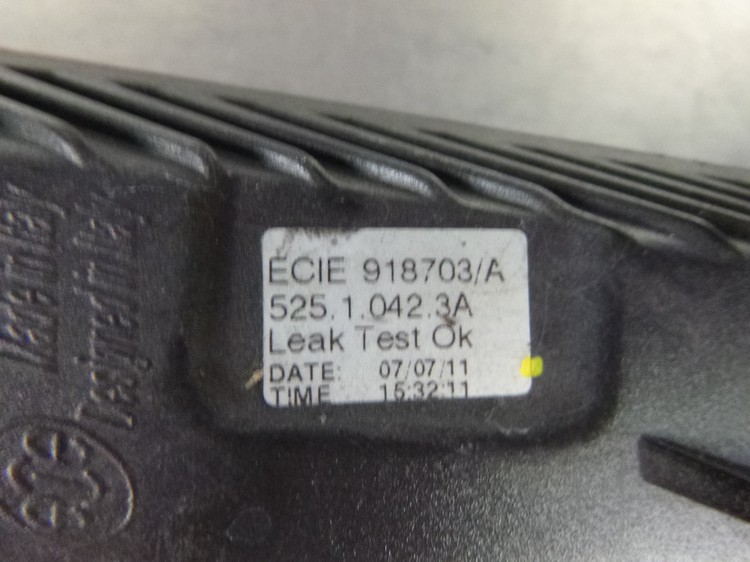 ECIE 918703/A
525.1.042.3A
Leak Test Ok
DATE: 07/07/11
TIME 15:32:11